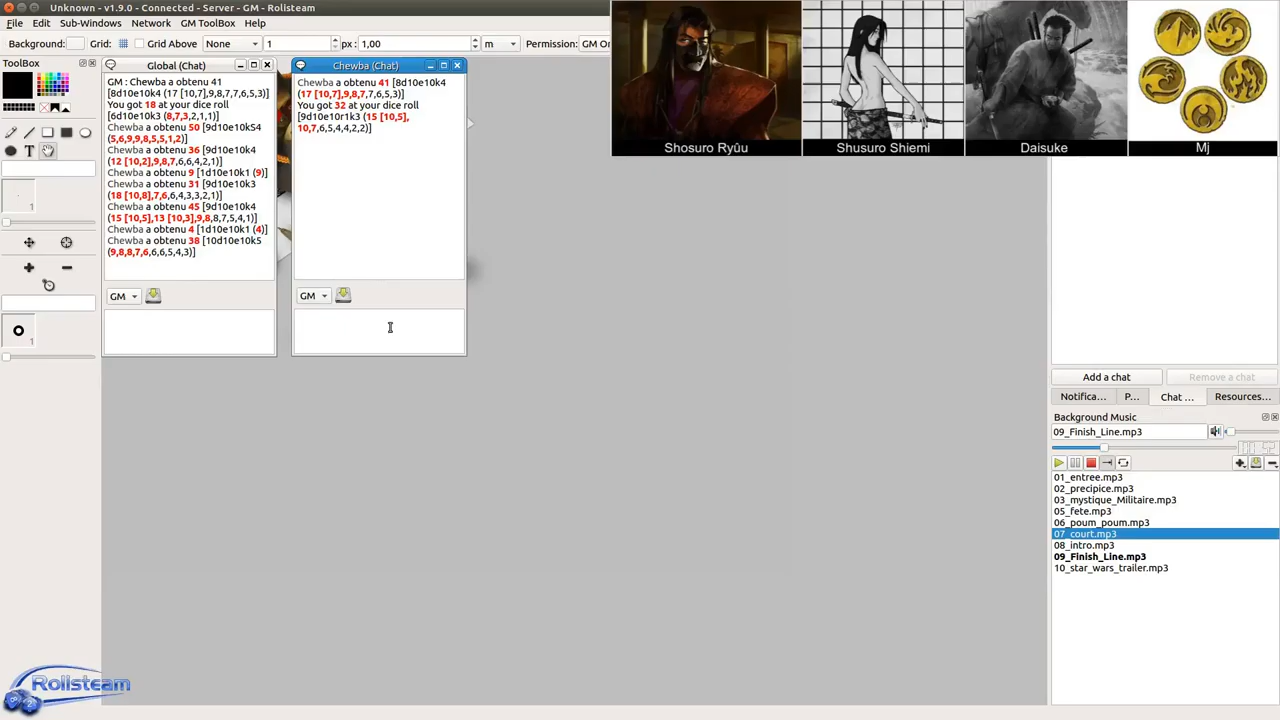 Unknown - v1.9.0 - Connected - Server - GM - Rollsteam
File Edit Sub-Windows Network GM ToolBox Help
Background: Grid: Grid Above None 1 px : 1,00 m Permission: GM On
ToolBox
Global (Chat)
GM : Chewba a obtenu 41
[8d10e10k4 (17 [10,7],9,8,7,7,6,5,3)]
You got 18 at your dice roll
[6d10e10k3 (8,7,3,2,1,1)]
Chewba a obtenu 50 [9d10e10kS4
(5,6,9,9,8,5,5,1,2)]
Chewba a obtenu 36 [9d10e10k4
(12 [10,2],9,8,7,6,6,4,2,1)]
Chewba a obtenu 9 [1d10e10k1 (9)]
Chewba a obtenu 31 [9d10e10k3
(18 [10,8],7,6,6,4,3,3,2,1)]
Chewba a obtenu 45 [9d10e10k4
(15 [10,5],13 [10,3],9,8,8,7,5,4,1)]
Chewba a obtenu 4 [1d10e10k1 (4)]
Chewba a obtenu 38 [10d10e10k5
(9,8,8,7,6,6,6,5,4,3)]
GM
Chewba (Chat)
Chewba a obtenu 41 [8d10e10k4
(17 [10,7],9,8,7,7,6,5,3)]
You got 32 at your dice roll
[9d10e10r1k3 (15 [10,5],
10,7,6,5,4,4,2,2)]
GM
T
1
1
Shosuro Ryûu
Shusuro Shiemi
Daisuke
Mj
Add a chat Remove a chat
Notifica... P... Chat ... Resources...
Background Music
09_Finish_Line.mp3
01_entree.mp3
02_precipice.mp3
03_mystique_Militaire.mp3
05_fete.mp3
06_poum_poum.mp3
07_court.mp3
08_intro.mp3
09_Finish_Line.mp3
10_star_wars_trailer.mp3
Rollsteam